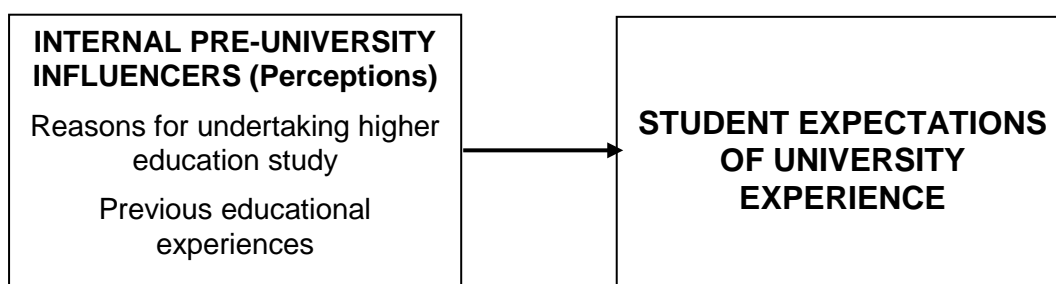 INTERNAL PRE-UNIVERSITY
INFLUENCERS (Perceptions)
Reasons for undertaking higher
education study
Previous educational
experiences
STUDENT EXPECTATIONS
OF UNIVERSITY
EXPERIENCE